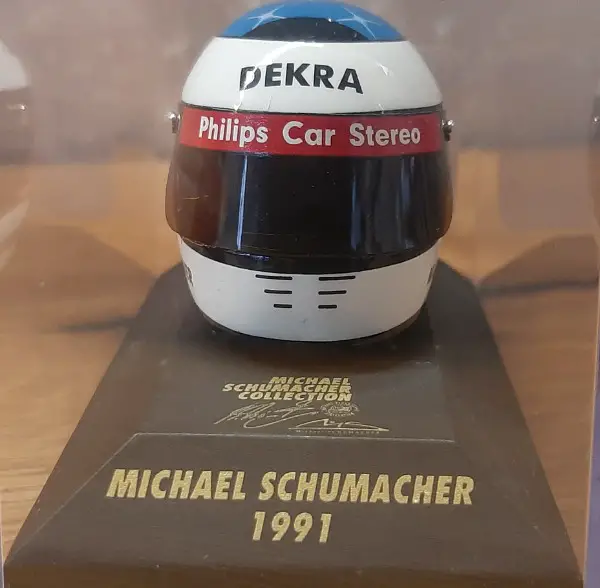 DEKRA
Philips Car Stereo
MICHAEL
SCHUMACHER
COLLECTION
MICHAEL SCHUMACHER
1991